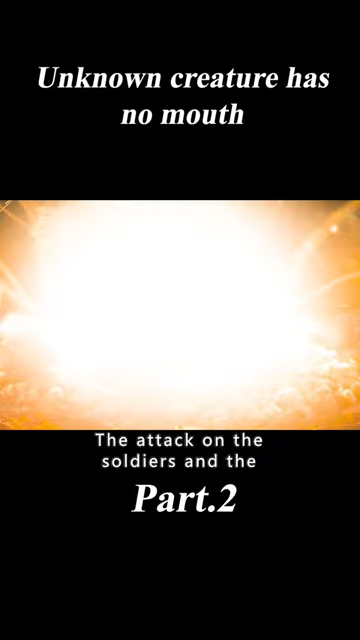 Unknown creature has
no mouth
The attack on the
soldiers and the
Part.2